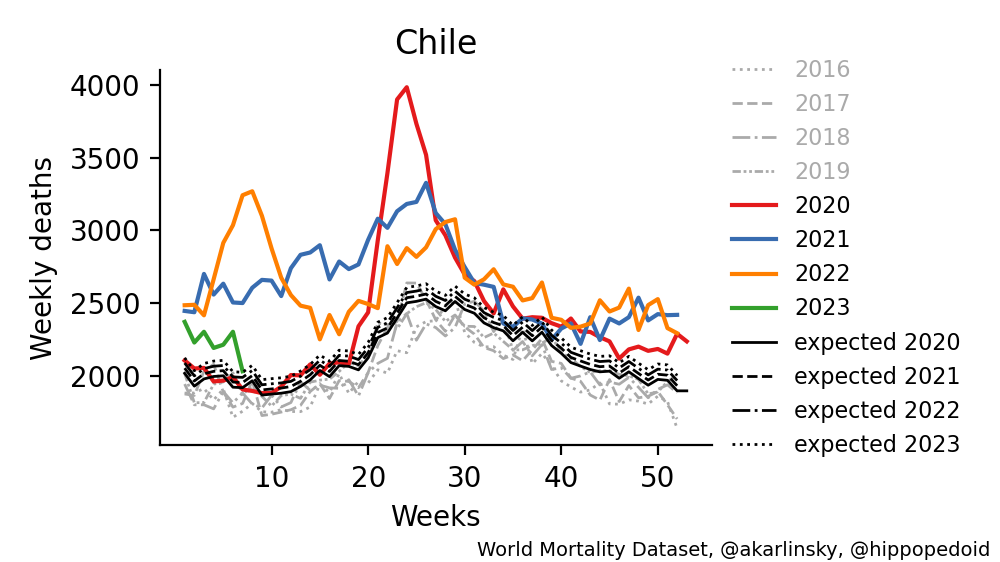 Chile
4000
3500
3000
2500
2000
Weekly deaths
10
20
30
40
50
Weeks
2016
2017
2018
2019
2020
2021
2022
2023
expected 2020
expected 2021
expected 2022
expected 2023
World Mortality Dataset, @akarlinsky, @hippopedoid